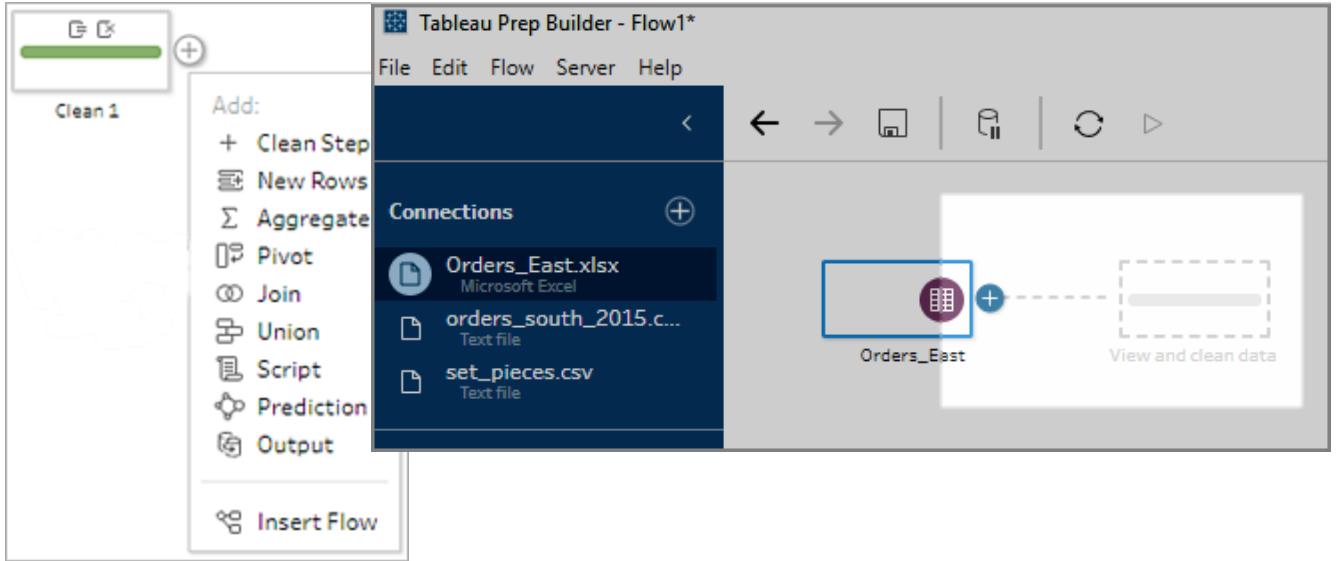 Clean 1
Add:
Clean Step
New Rows
Aggregate
Pivot
Join
Union
Script
Prediction
Output
Insert Flow
Tableau Prep Builder - Flow1*
File Edit Flow Server Help
Connections
Orders_East.xlsx
Microsoft Excel
orders_south_2015.c...
Text file
set_pieces.csv
Text file
Orders_East
View and clean data